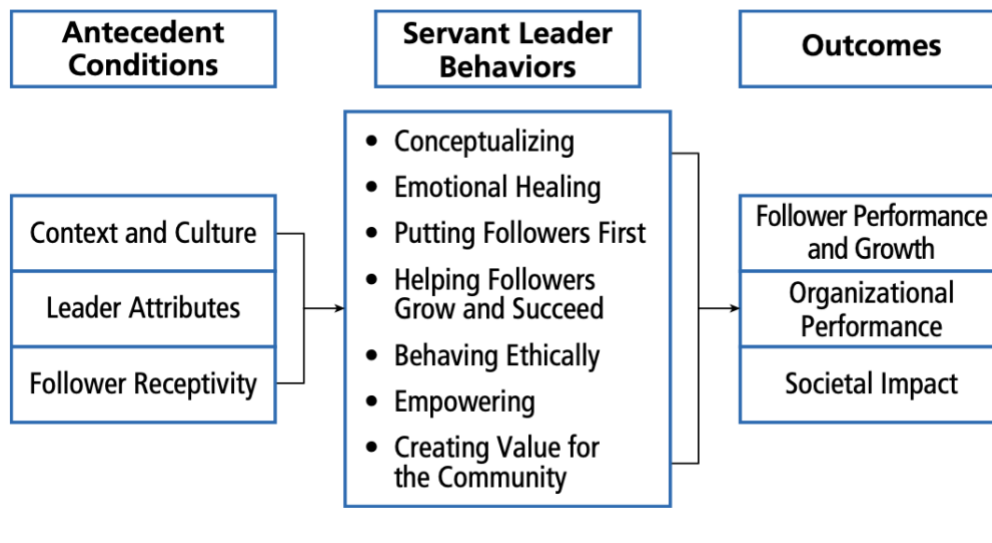 Antecedent
Conditions
Servant Leader
Behaviors
Outcomes
Context and Culture
Leader Attributes
Follower Receptivity
• Conceptualizing
• Emotional Healing
• Putting Followers First
• Helping Followers
Grow and Succeed
• Behaving Ethically
• Empowering
• Creating Value for
the Community
Follower Performance
and Growth
Organizational
Performance
Societal Impact